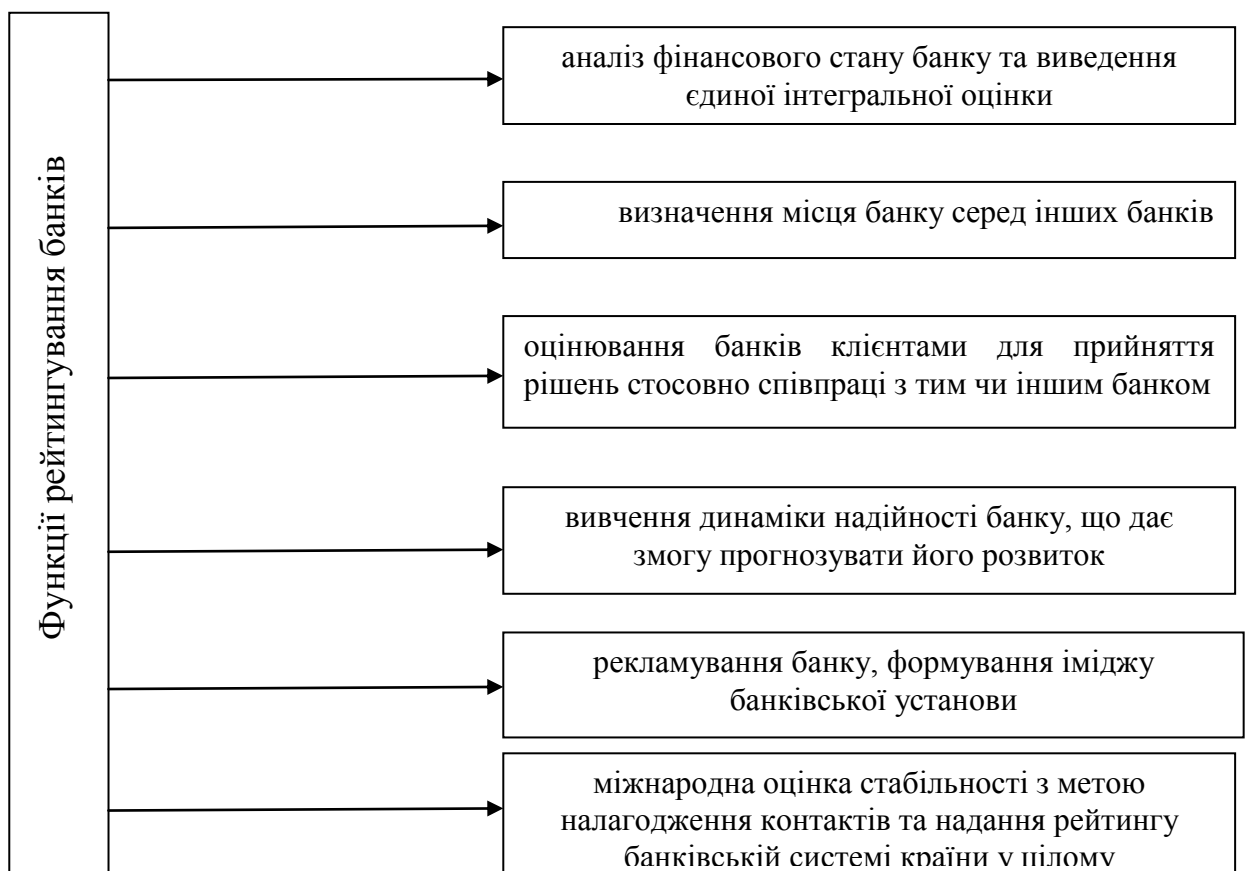 Функції рейтингування банків
аналіз фінансового стану банку та виведення
єдиної інтегральної оцінки
визначення місця банку серед інших банків
оцінювання банків клієнтами для прийняття
рішень стосовно співпраці з тим чи іншим банком
вивчення динаміки надійності банку, що дає
змогу прогнозувати його розвиток
рекламування банку, формування іміджу
банківської установи
міжнародна оцінка стабільності з метою
налагодження контактів та надання рейтингу
банківській системі країни у цілому